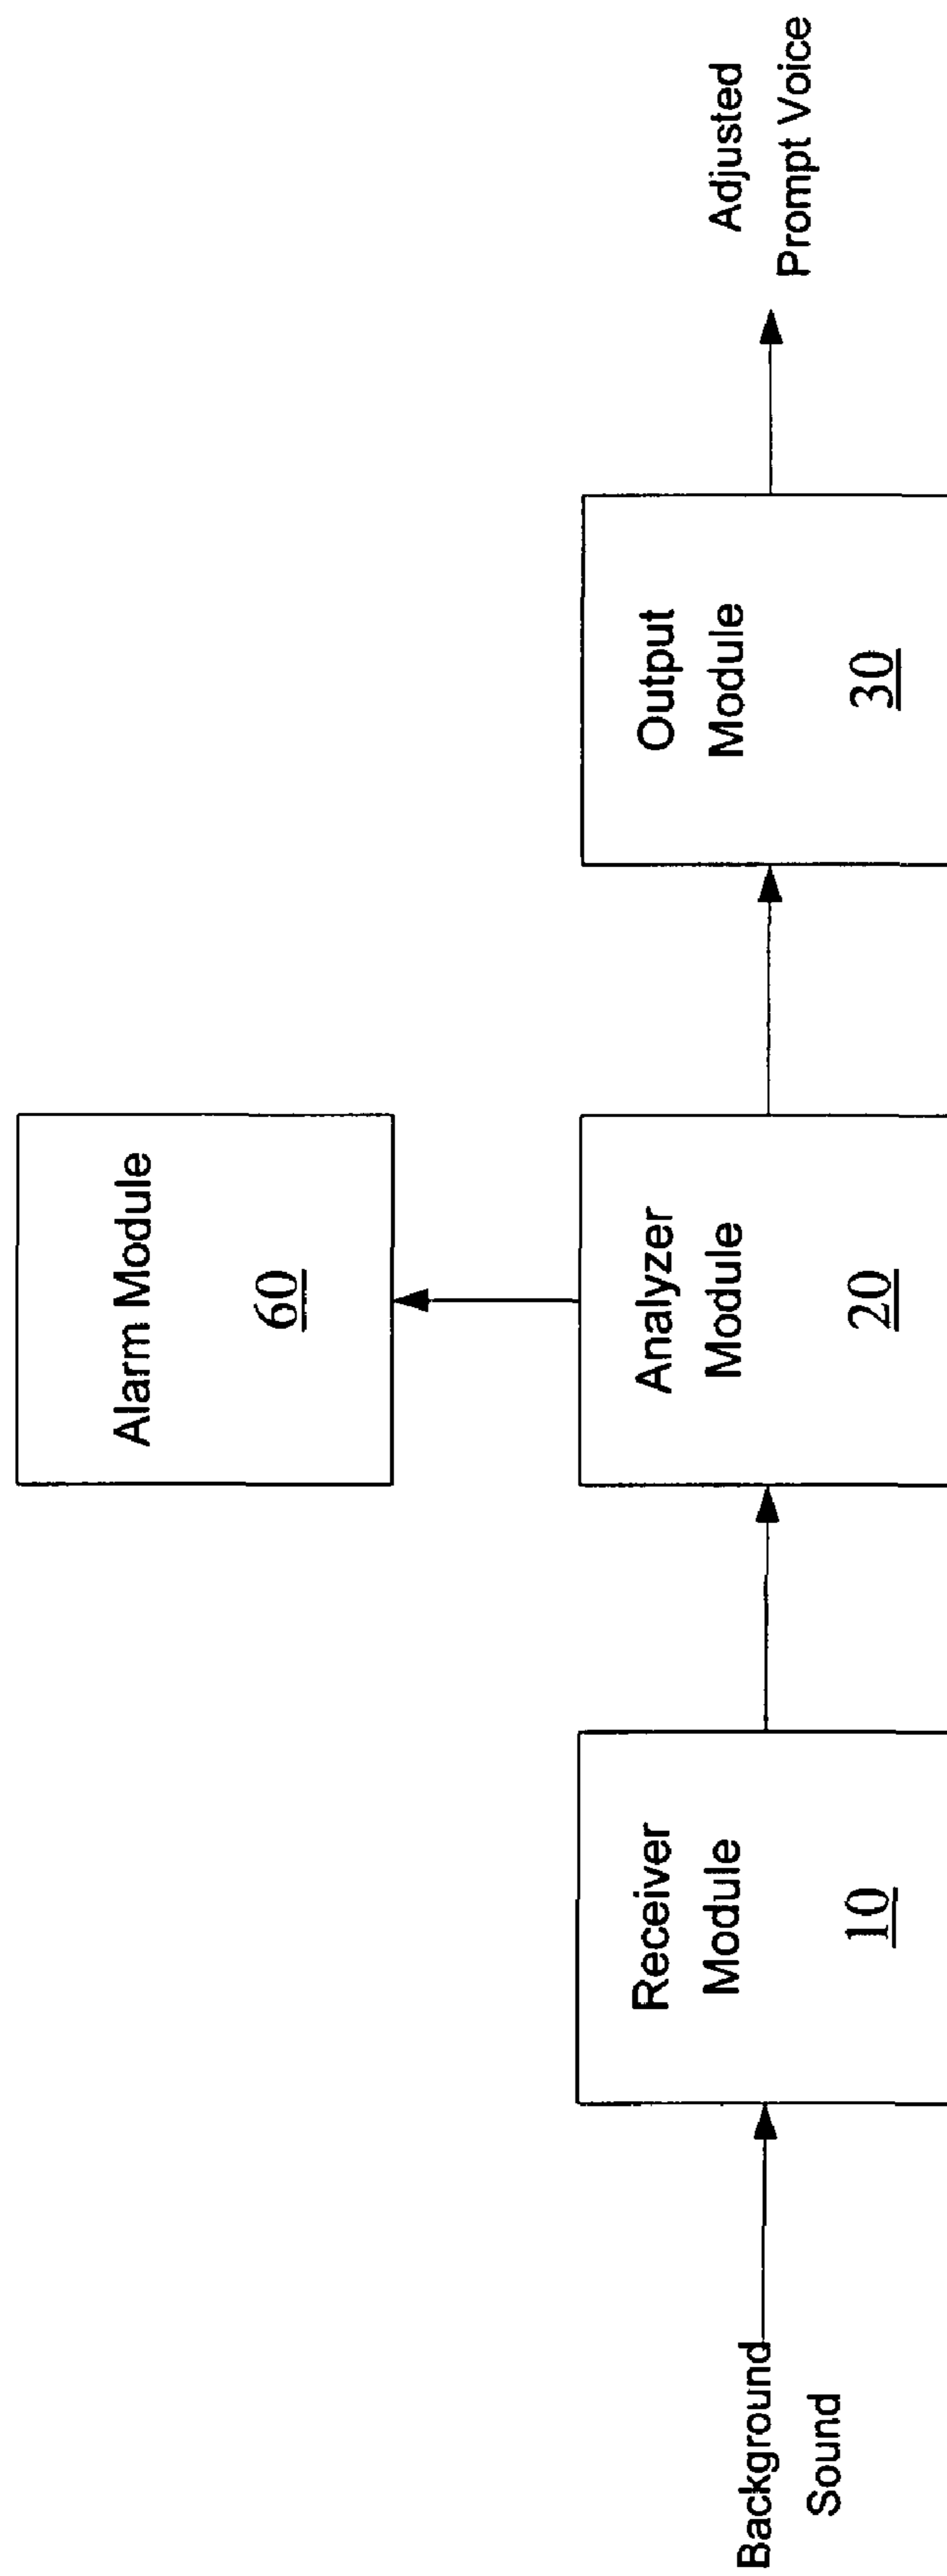 Alarm Module
60
Background
Sound
Receiver
Module
10
Analyzer
Module
20
Output
Module
30
Adjusted
Prompt Voice